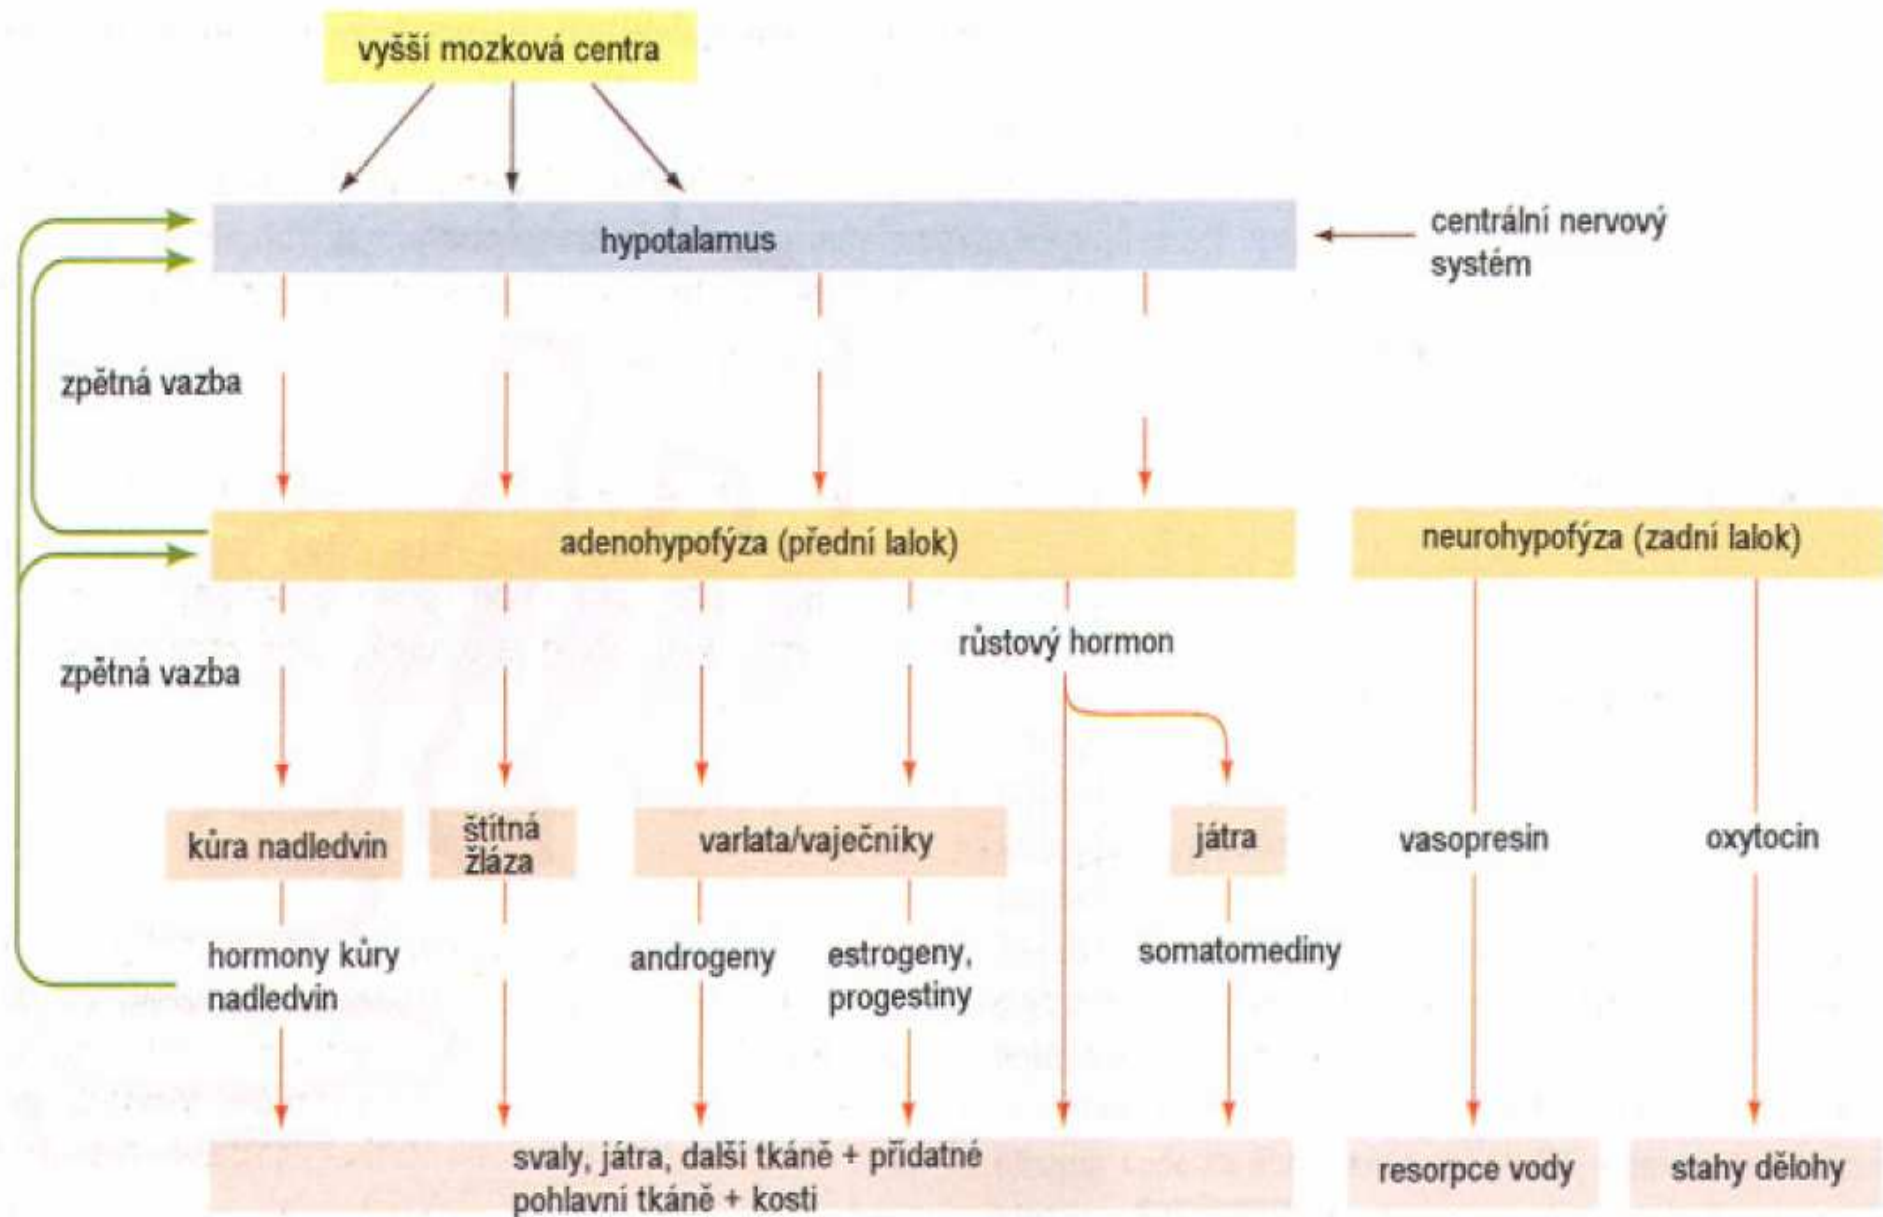 vyšší mozková centra
hypotalamus
centrální nervový
systém
zpětná vazba
adenohypofýza (přední lalok)
neurohypofýza (zadní lalok)
růstový hormon
zpětná vazba
kůra nadledvin
štítná
žláza
varlata/vaječníky
játra
vasopresin
oxytocin
hormony kůry
nadledvin
androgeny
estrogeny,
progestiny
somatomediny
svaly, játra, další tkáně + přídatné
pohlavní tkáně + kosti
resorpce vody
stahy dělohy